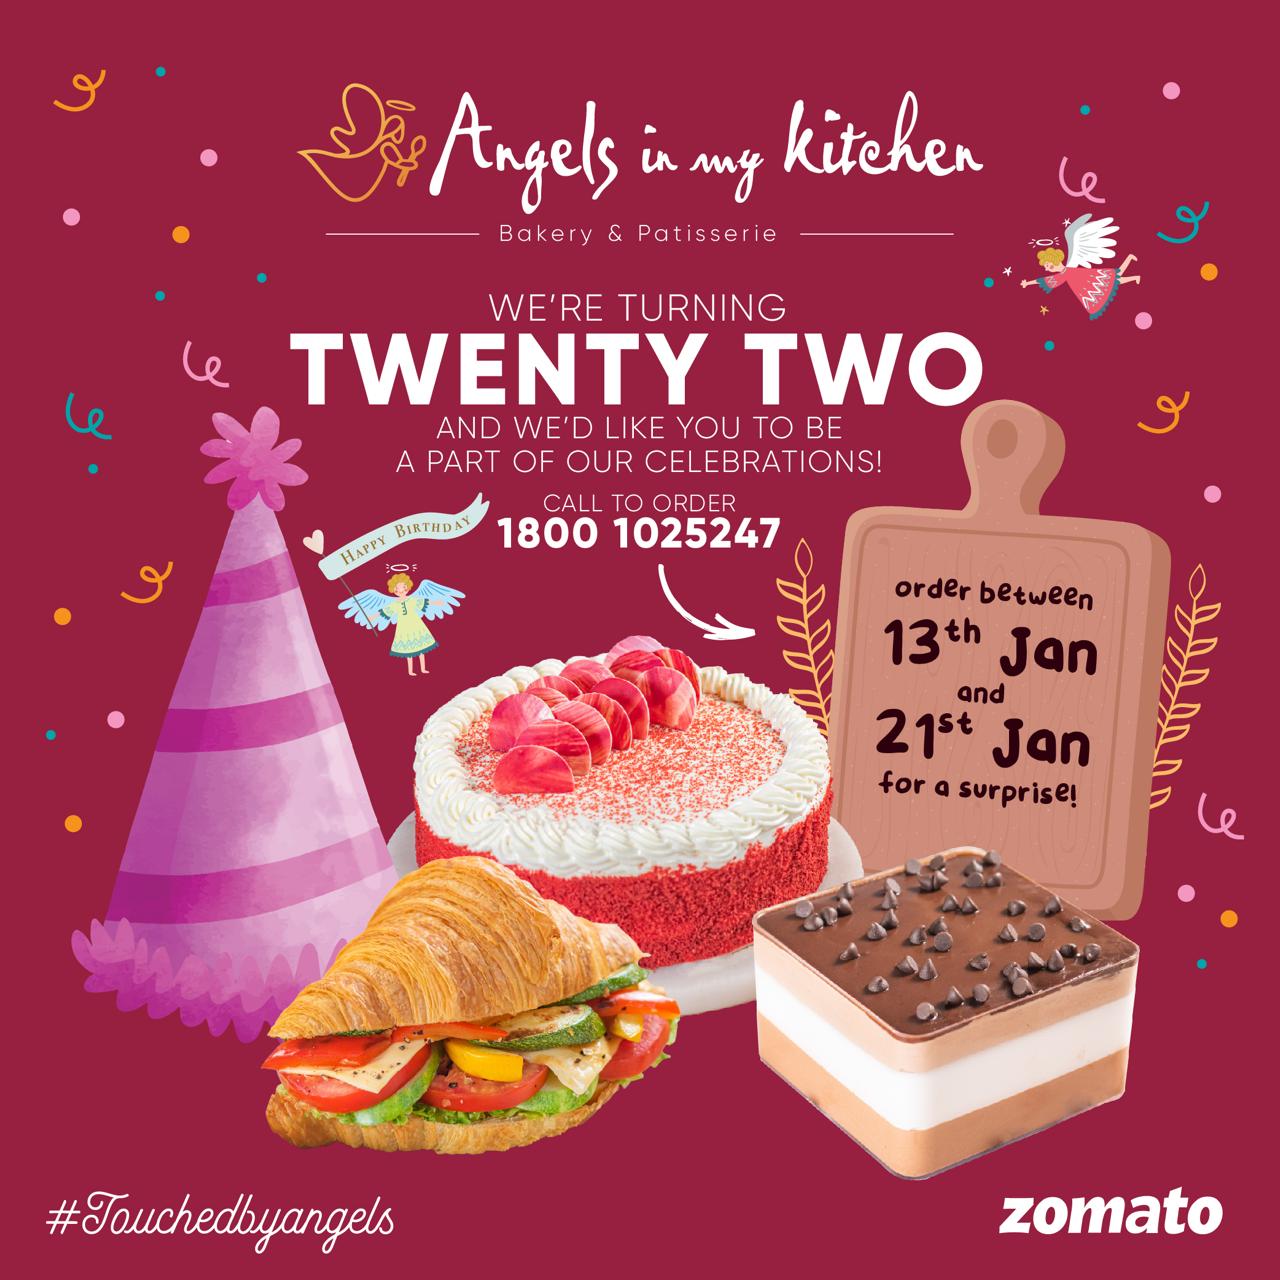 Angels in my kitchen
Bakery & Patisserie
WE'RE TURNING
TWENTY TWO
AND WE'D LIKE YOU TO BE
A PART OF OUR CELEBRATIONS!
CALL TO ORDER
1800 1025247
HAPPY BIRTHDAY
order between
13th Jan
and
21st Jan
for a surprise!
#Touchedbyangels
zomato